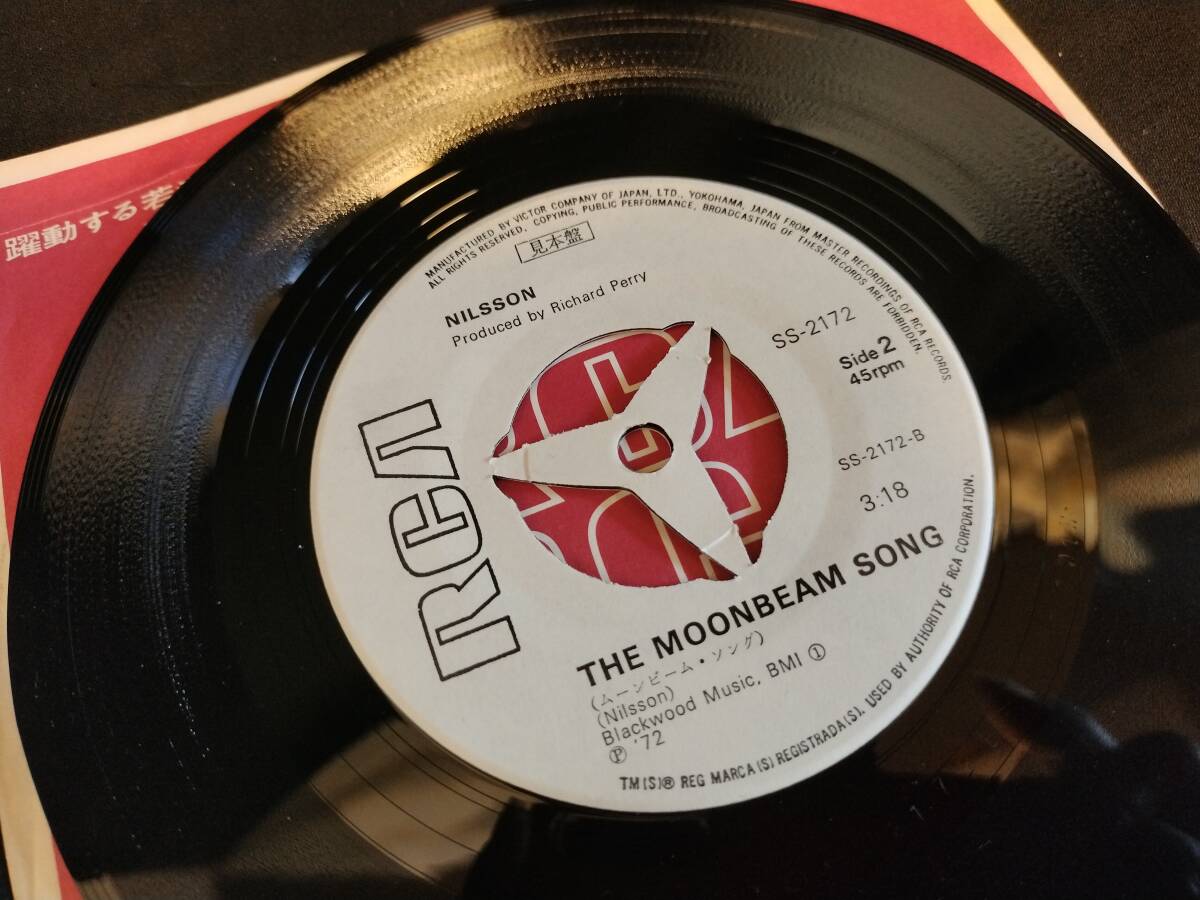 躍動する若
MANUFACTURED BY VICTOR COMPANY OF JAPAN, LTD., YOKOHAMA, JAPAN FROM MASTER RECORDINGS OF RCA RECORDS.
ALL RIGHTS RESERVED, COPYING, PUBLIC PERFORMANCE, BROADCASTING OF THESE RECORDS ARE FORBIDDEN.
見本盤
NILSSON
Produced by Richard Perry
SS-2172
Side 2
45rpm
SS-2172-B
3:18
RCA
THE MOONBEAM SONG
(ムーンビーム・ソング)
(Nilsson)
Blackwood Music, BMI ①
Ⓟ '72
TM(S)® REG MARCA(S) REGISTRADA(S). USED BY AUTHORITY OF RCA CORPORATION.